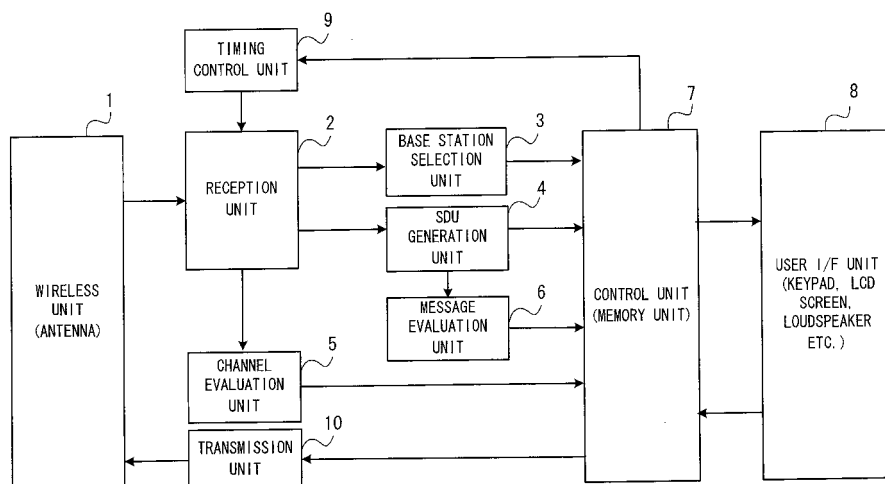 9
TIMING
CONTROL UNIT
1
2
3
7
8
BASE STATION
SELECTION
UNIT
RECEPTION
UNIT
4
SDU
GENERATION
UNIT
WIRELESS
UNIT
(ANTENNA)
6
MESSAGE EVALUATION
UNIT
CONTROL UNIT
(MEMORY UNIT)
USER I/F UNIT
(KEYPAD, LCD
SCREEN,
LOUDSPEAKER
ETC.)
5
CHANNEL
EVALUATION
UNIT
10
TRANSMISSION
UNIT